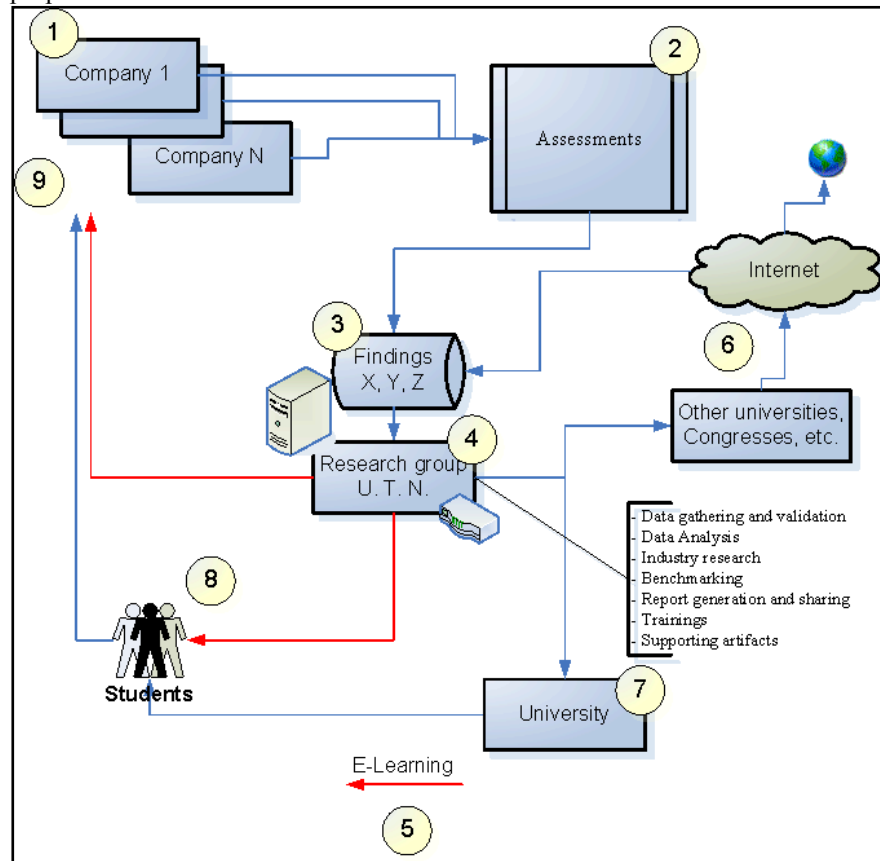 1
Company 1
Company N
2
Assessments
9
Internet
3
Findings
X, Y, Z
6
Other universities,
Congresses, etc.
4
Research group
U. T. N.
- Data gathering and validation
- Data Analysis
- Industry research
- Benchmarking
- Report generation and sharing
- Trainings
- Supporting artifacts
8
Students
7
University
E-Learning
5